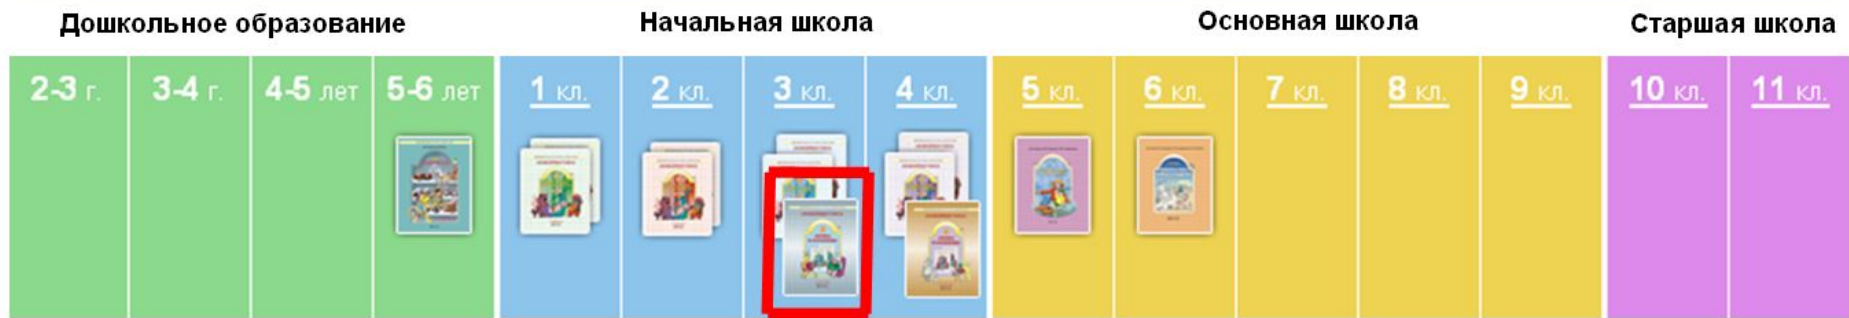 Дошкольное образование
Начальная школа
Основная школа
Старшая школа
2-3 г.
3-4 г.
4-5 лет
5-6 лет
1 кл.
2 кл.
3 кл.
4 кл.
5 кл.
6 кл.
7 кл.
8 кл.
9 кл.
10 кл.
11 кл.